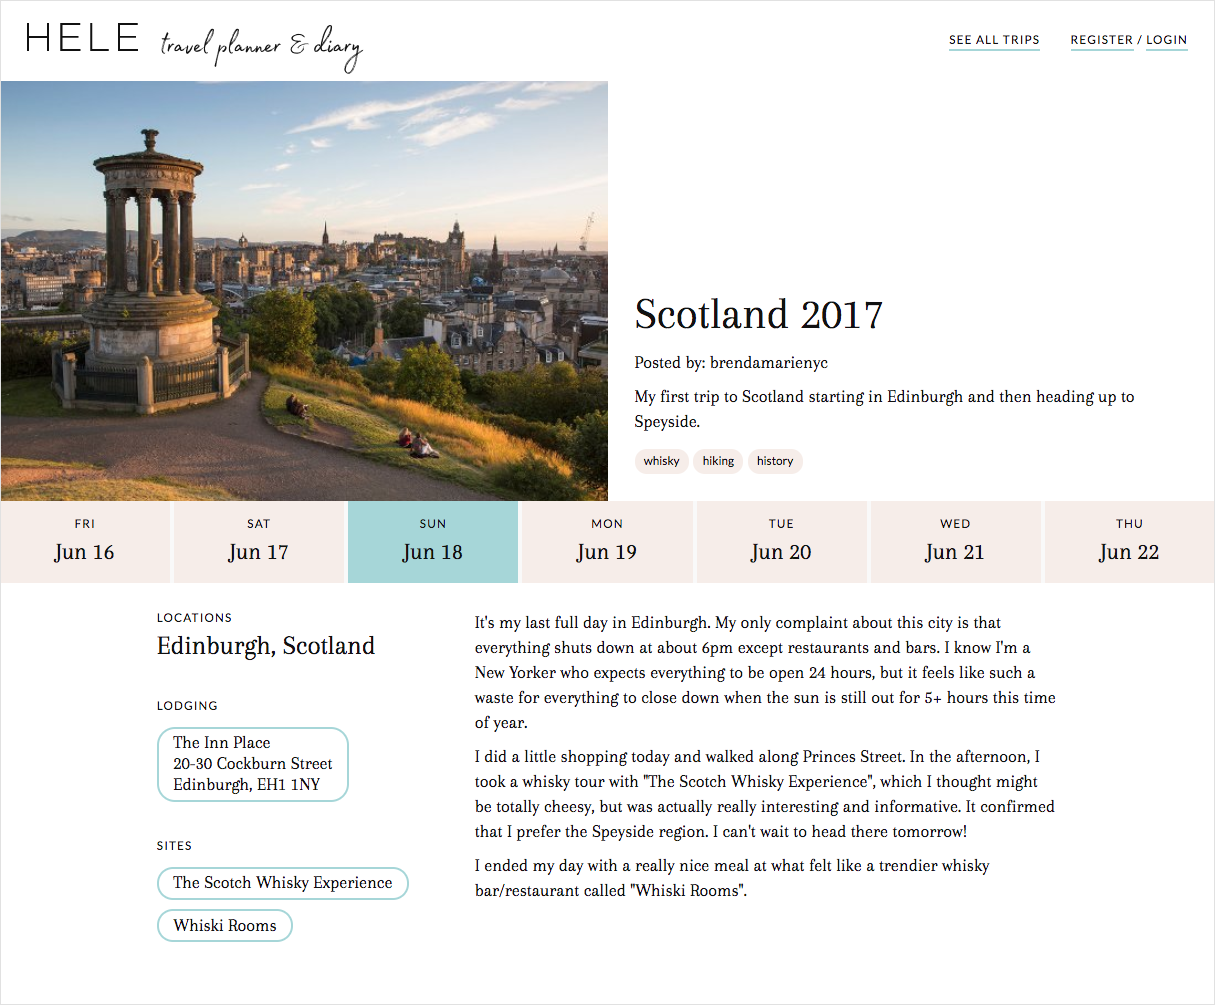 HELE travel planner & diary
SEE ALL TRIPS
REGISTER / LOGIN
Scotland 2017
Posted by: brendamarienyc
My first trip to Scotland starting in Edinburgh and then heading up to
Speyside.
whisky
hiking
history
FRI
Jun 16
SAT
Jun 17
SUN
Jun 18
MON
Jun 19
TUE
Jun 20
WED
Jun 21
THU
Jun 22
LOCATIONS
Edinburgh, Scotland
LODGING
The Inn Place
20-30 Cockburn Street
Edinburgh, EH1 1NY
SITES
The Scotch Whisky Experience
Whiski Rooms
It's my last full day in Edinburgh. My only complaint about this city is that
everything shuts down at about 6pm except restaurants and bars. I know I'm a
New Yorker who expects everything to be open 24 hours, but it feels like such a
waste for everything to close down when the sun is still out for 5+ hours this time
of year.
I did a little shopping today and walked along Princes Street. In the afternoon, I
took a whisky tour with "The Scotch Whisky Experience", which I thought might
be totally cheesy, but was actually really interesting and informative. It confirmed
that I prefer the Speyside region. I can't wait to head there tomorrow!
I ended my day with a really nice meal at what felt like a trendier whisky
bar/restaurant called "Whiski Rooms".